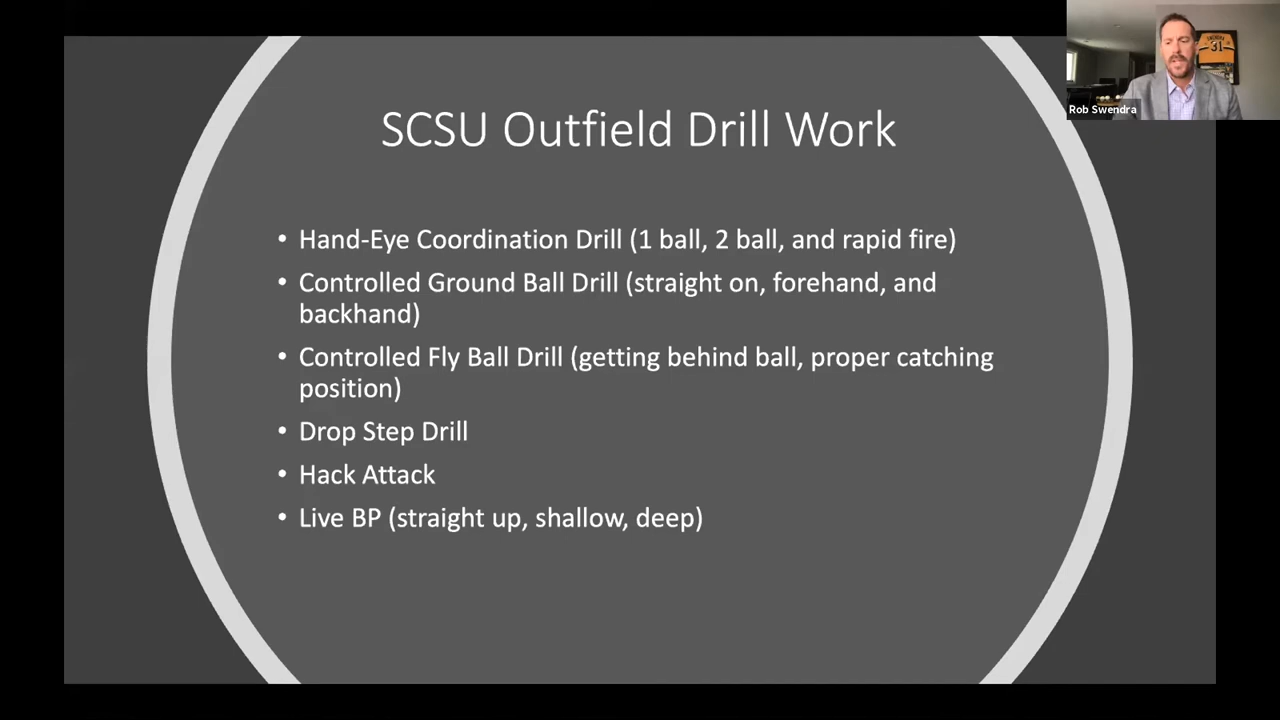 SCSU Outfield Drill Work
• Hand-Eye Coordination Drill (1 ball, 2 ball, and rapid fire)
• Controlled Ground Ball Drill (straight on, forehand, and
backhand)
• Controlled Fly Ball Drill (getting behind ball, proper catching
position)
• Drop Step Drill
• Hack Attack
• Live BP (straight up, shallow, deep)
SWENDRA
31
Rob Swendra